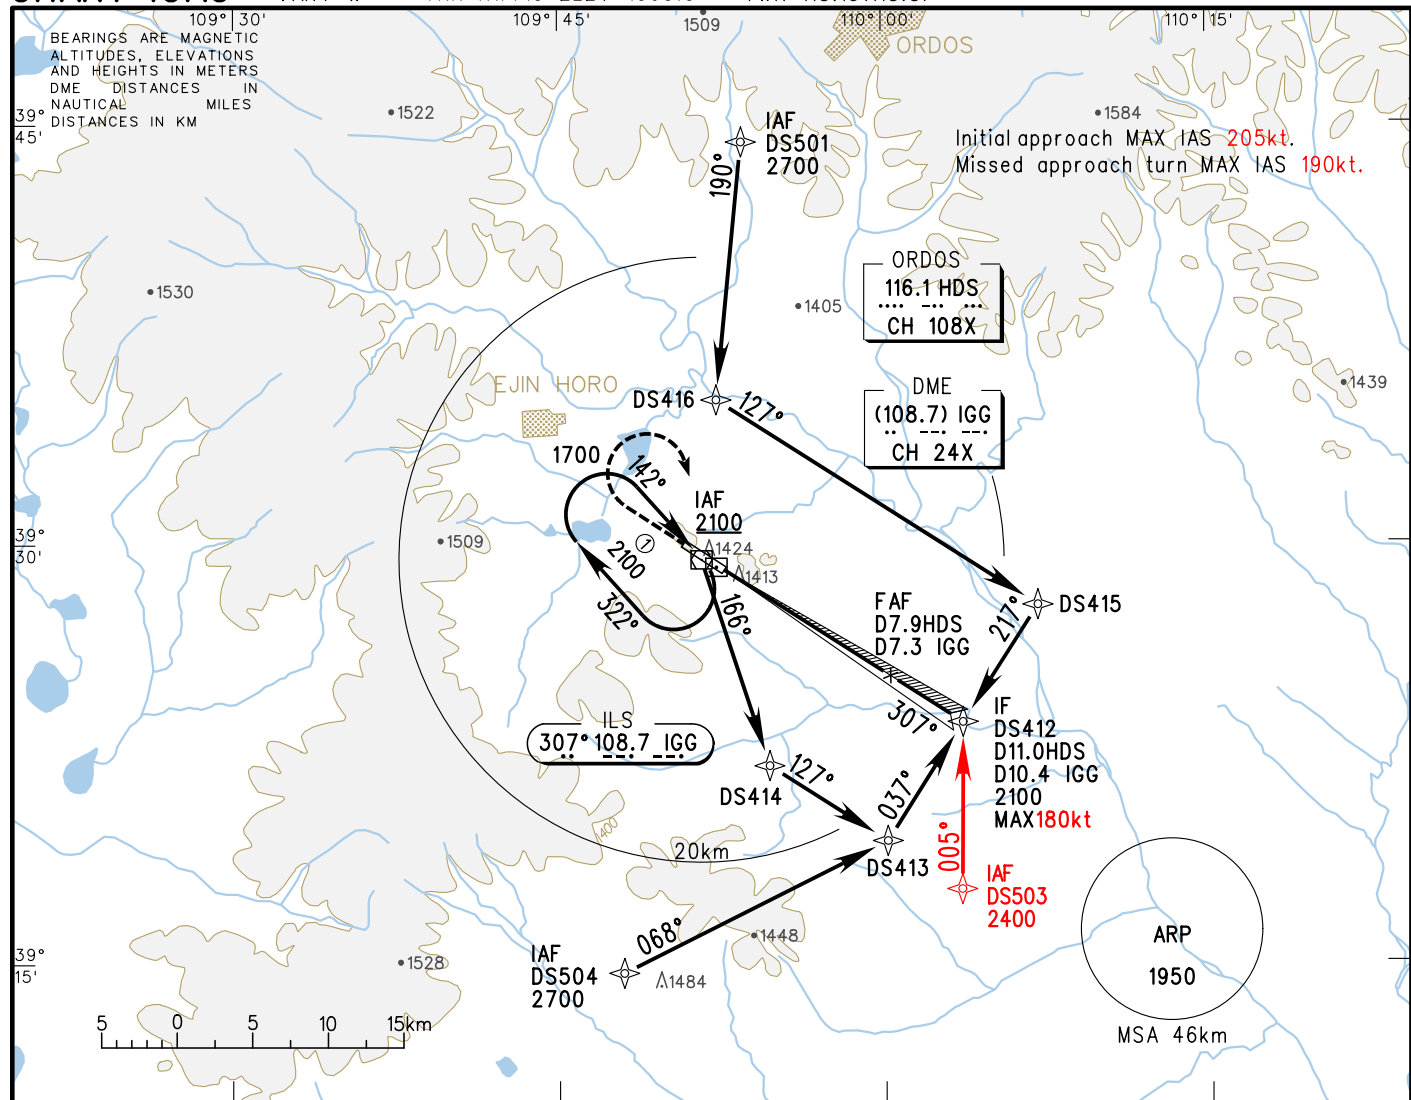 109° 30'
109° 45'
1509
110° 00'
110° 15'
BEARINGS ARE MAGNETIC
ALTITUDES, ELEVATIONS
AND HEIGHTS IN METERS
DME DISTANCES IN
NAUTICAL MILES
DISTANCES IN KM
ORDOS
1522
1584
39°
45'
IAF
DS501
2700
Initial approach MAX IAS 205kt.
Missed approach turn MAX IAS 190kt.
190°
ORDOS
116.1 HDS
CH 108X
1530
1405
EJIN HORO
DS416
127°
DME
(108.7) IGG
CH 24X
1439
1700
142°
IAF
2100
39°
30'
1509
1
2100
1424
1413
322°
166°
FAF
D7.9HDS
D7.3 IGG
217°
DS415
ILS
307° 108.7 IGG
307°
IF
DS412
D11.0HDS
D10.4 IGG
2100
MAX180kt
127°
DS414
037°
1400
20km
DS413
005°
IAF
DS503
2400
068°
1448
ARP
1950
39°
15'
1528
IAF
DS504
2700
1484
5 0 5 10 15km
MSA 46km